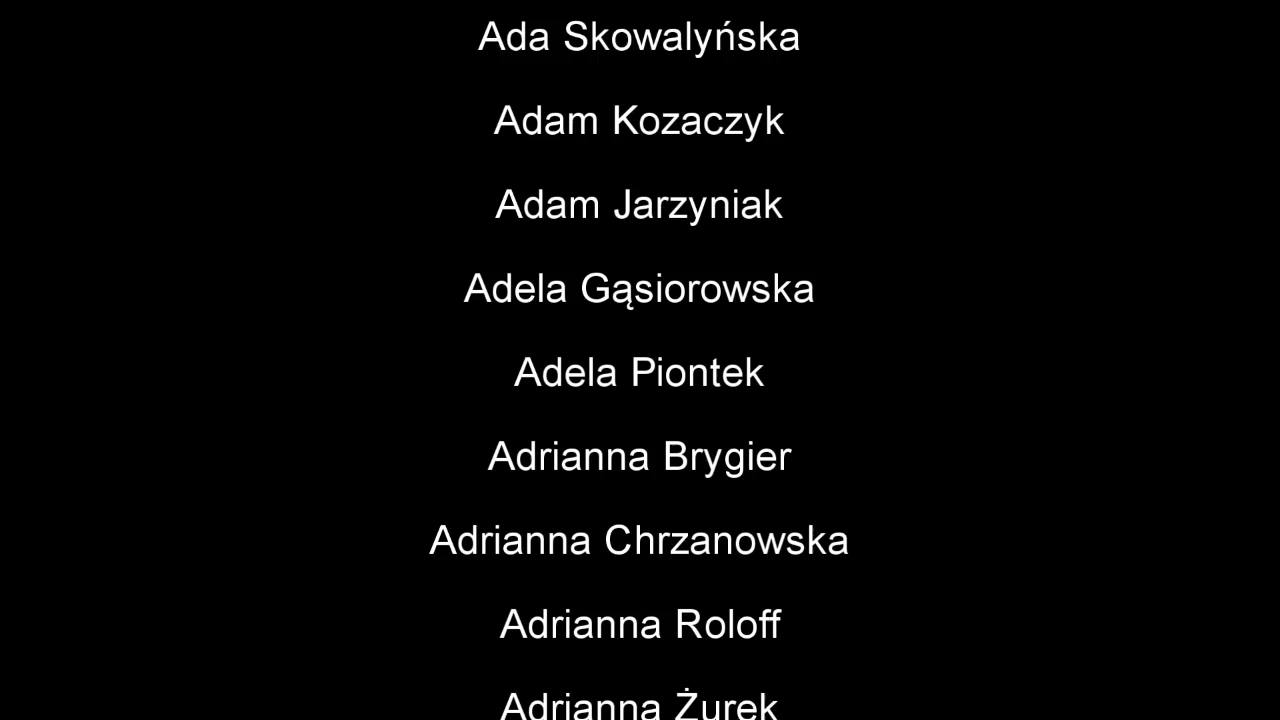 Ada Skowalyńska
Adam Kozaczyk
Adam Jarzyniak
Adela Gąsiorowska
Adela Piontek
Adrianna Brygier
Adrianna Chrzanowska
Adrianna Roloff
Adrianna Żurek